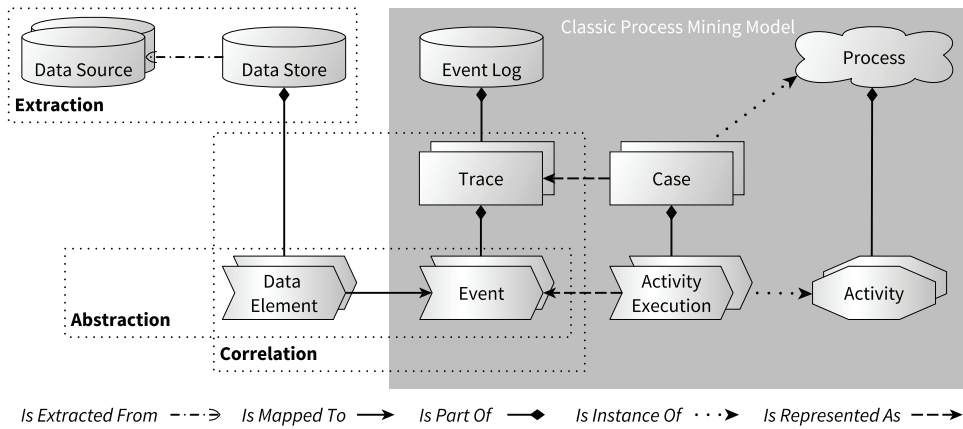 Classic Process Mining Model
Data Source
Data Store
Event Log
Process
Extraction
Trace
Case
Data
Element
Event
Activity
Execution
Activity
Abstraction
Correlation
Is Extracted From
Is Mapped To
Is Part Of
Is Instance Of
Is Represented As